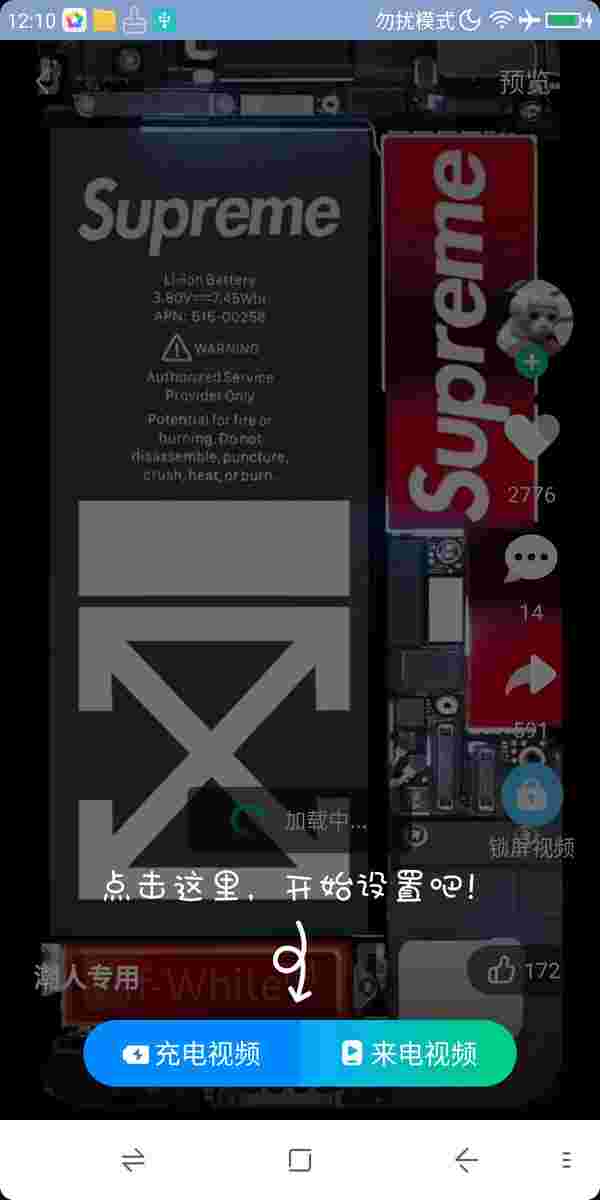 12:10
勿扰模式
预览
Supreme
Li-ion Battery
3.80V⎓7.45Whr
APN: 616-00258
WARNING
Authorized Service
Provider Only
Potential for fire or
burning. Do not
disassemble, puncture,
crush, heat, or burn.
Supreme
2776
14
591
加载中...
锁屏视频
点击这里，开始设置吧!
潮人专用
Off-White
172
充电视频
来电视频